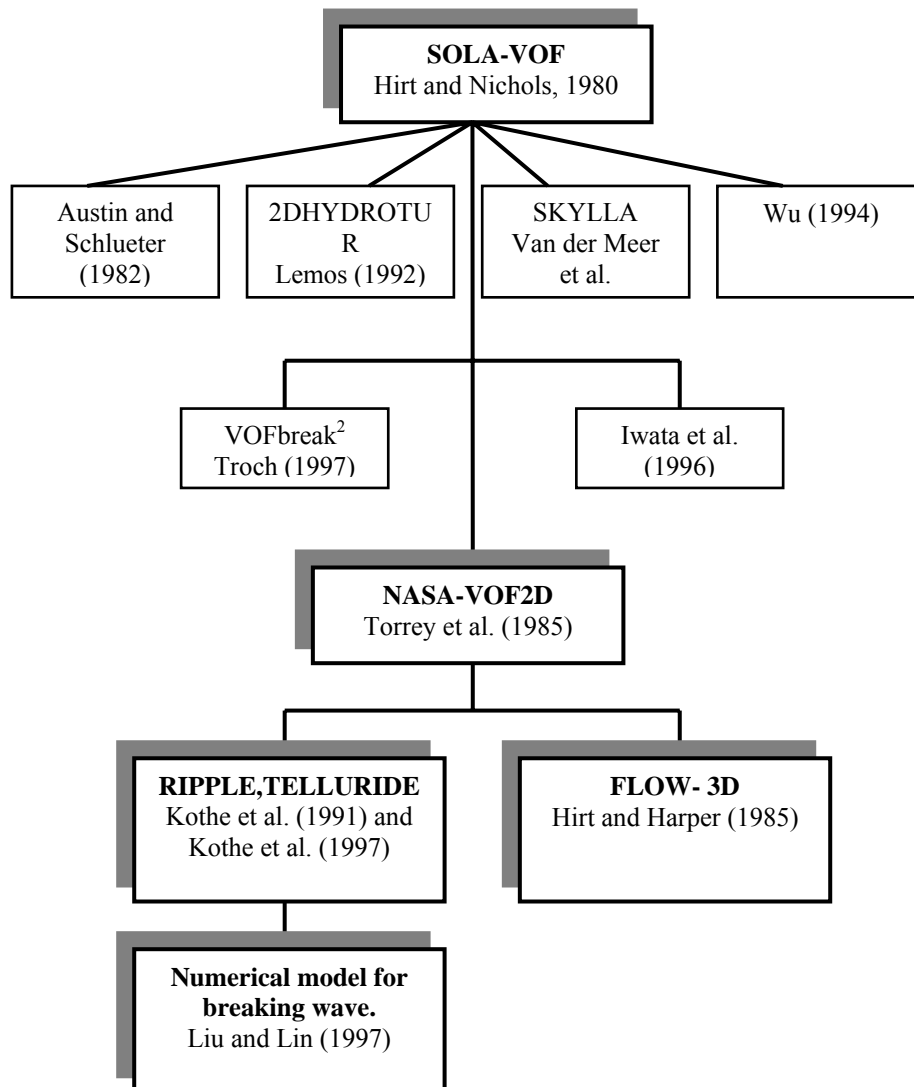 SOLA-VOF
Hirt and Nichols, 1980
Austin and
Schlueter
(1982)
2DHYDROTU
R
Lemos (1992)
SKYLLA
Van der Meer
et al.
Wu (1994)
VOFbreak²
Troch (1997)
Iwata et al.
(1996)
NASA-VOF2D
Torrey et al. (1985)
RIPPLE,TELLURIDE
Kothe et al. (1991) and
Kothe et al. (1997)
FLOW- 3D
Hirt and Harper (1985)
Numerical model for
breaking wave.
Liu and Lin (1997)